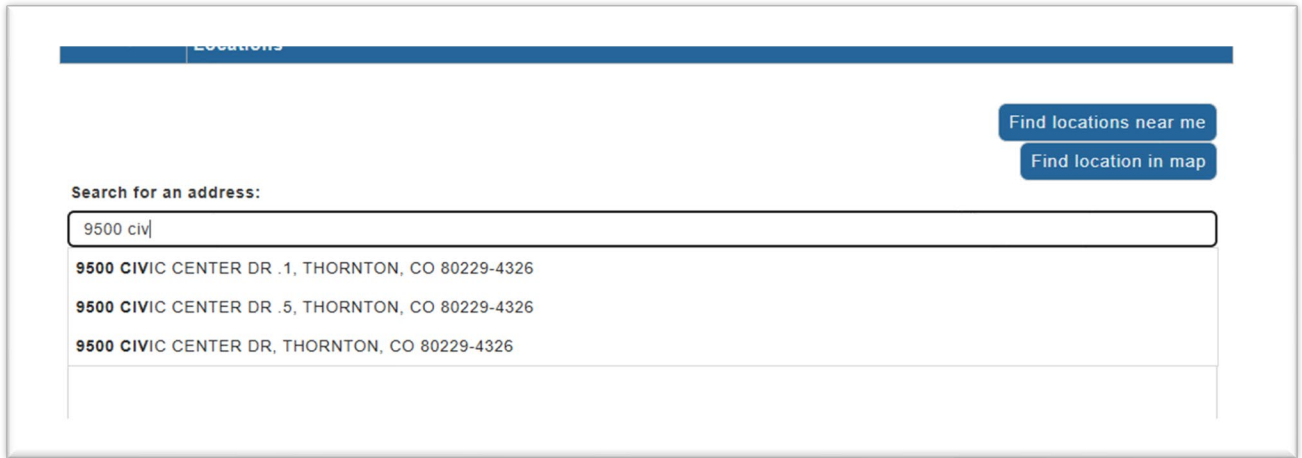 Locations
Find locations near me
Find location in map
Search for an address:
9500 civ
9500 CIVIC CENTER DR .1, THORNTON, CO 80229-4326
9500 CIVIC CENTER DR .5, THORNTON, CO 80229-4326
9500 CIVIC CENTER DR, THORNTON, CO 80229-4326